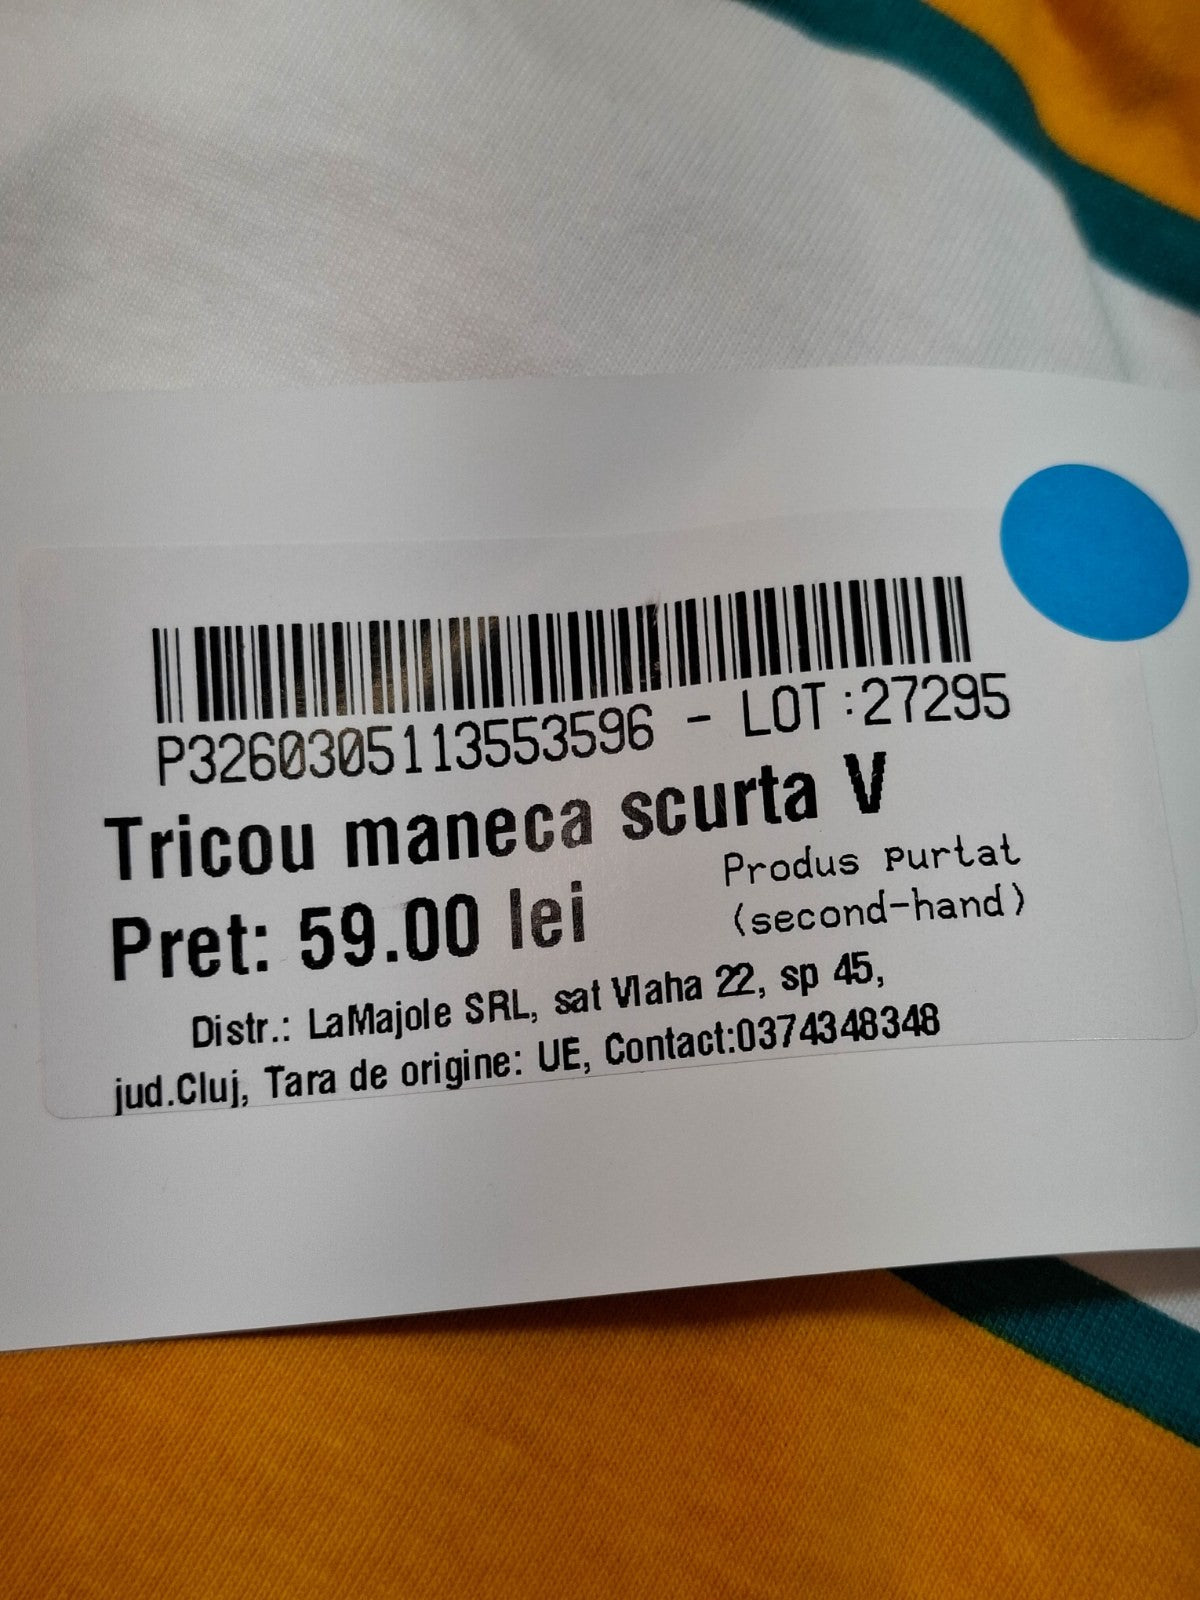 P3260305113553596 - LOT :27295
Tricou maneca scurta V
Pret: 59.00 lei
Produs purtat
(second-hand)
Distr.: LaMajole SRL, sat Vlaha 22, sp 45,
jud.Cluj, Tara de origine: UE, Contact:0374348348